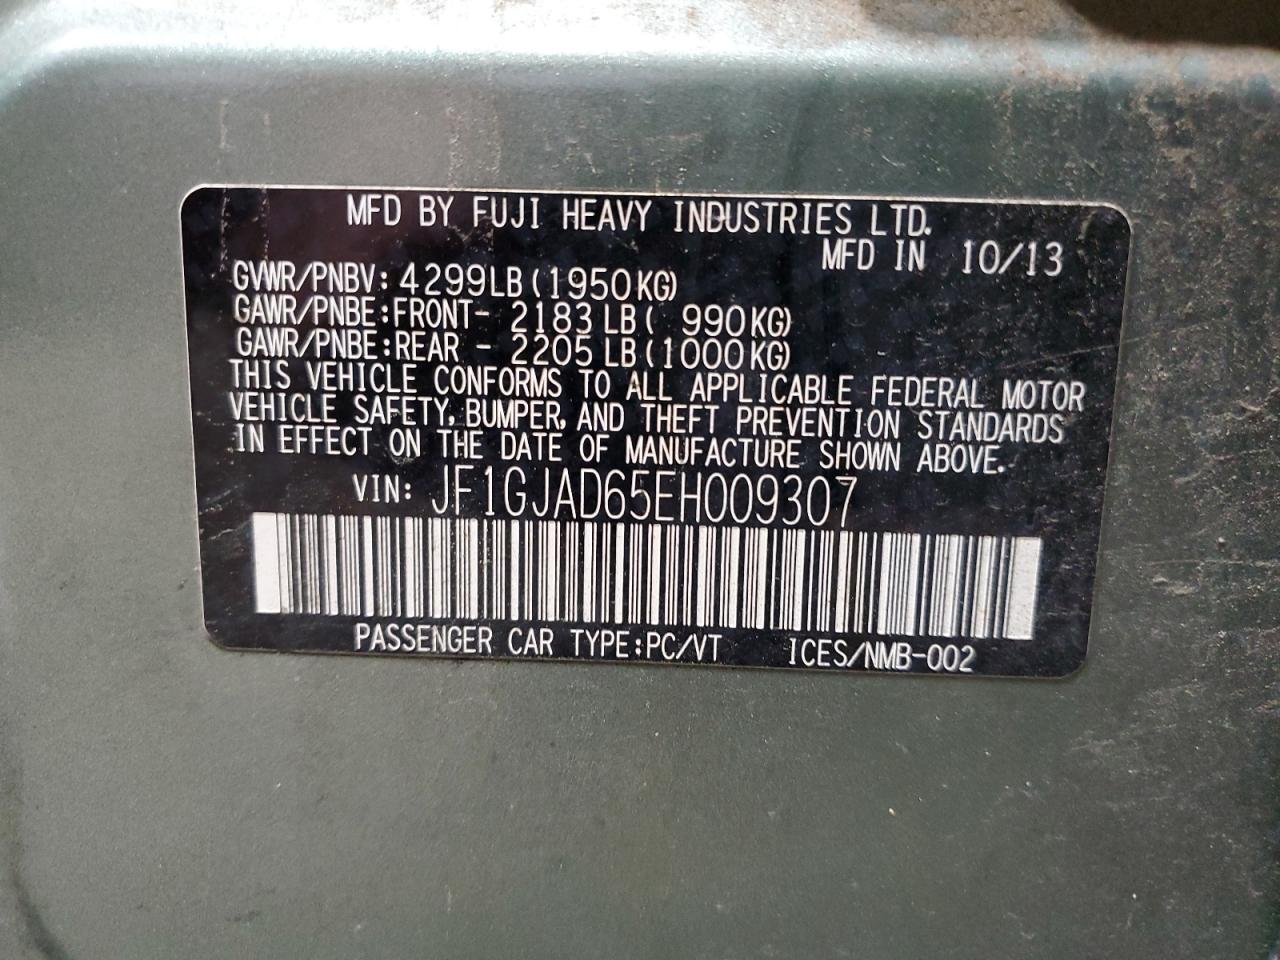 MFD BY FUJI HEAVY INDUSTRIES LTD.
MFD IN 10/13
GVWR/PNBV: 4299LB (1950KG)
GAWR/PNBE: FRONT- 2183 LB ( 990KG)
GAWR/PNBE: REAR - 2205 LB (1000KG)
THIS VEHICLE CONFORMS TO ALL APPLICABLE FEDERAL MOTOR
VEHICLE SAFETY, BUMPER, AND THEFT PREVENTION STANDARDS
IN EFFECT ON THE DATE OF MANUFACTURE SHOWN ABOVE.
VIN: JF1GJAD65EH009307
PASSENGER CAR TYPE:PC/VT ICES/NMB-002